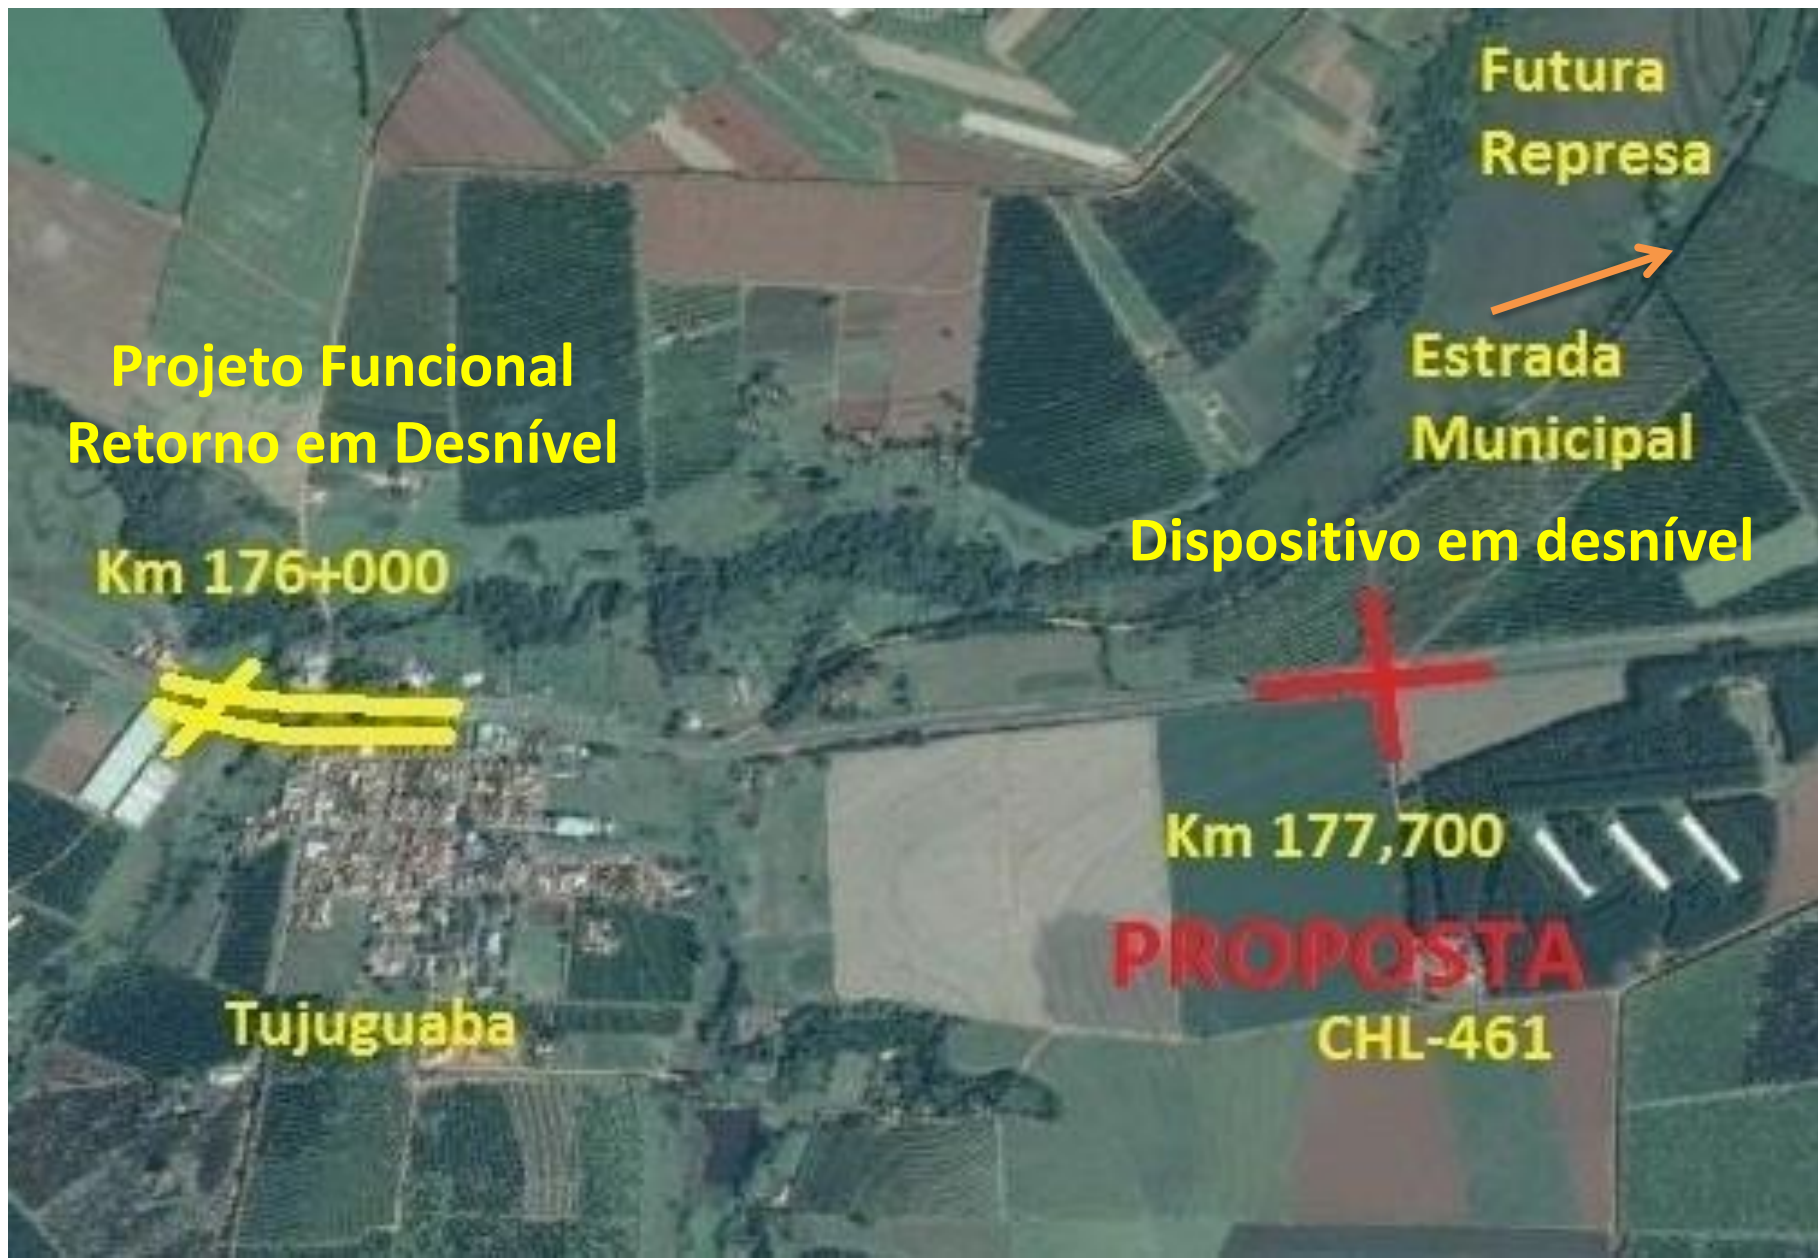 Futura
Represa
Estrada
Municipal
Projeto Funcional
Retorno em Desnível
Dispositivo em desnível
Km 176+000
Km 177,700
PROPOSTA
Tujuguaba
CHL-461